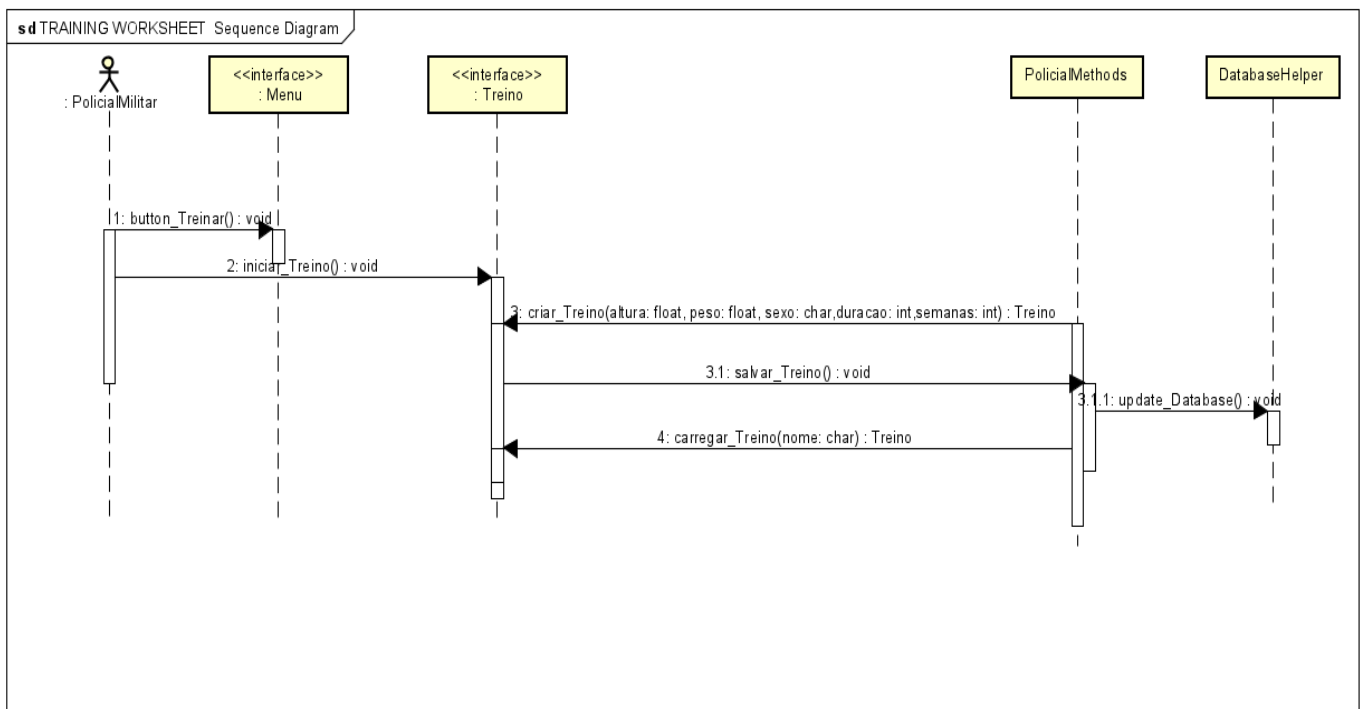 sd TRAINING WORKSHEET Sequence Diagram
: PolicialMilitar
<<interface>>
: Menu
<<interface>>
: Treino
PolicialMethods
DatabaseHelper
1: button_Treinar() : void
2: iniciar_Treino() : void
3: criar_Treino(altura: float, peso: float, sexo: char,duracao: int,semanas: int) : Treino
3.1: salvar_Treino() : void
3.1.1: update_Database() : void
4: carregar_Treino(nome: char) : Treino